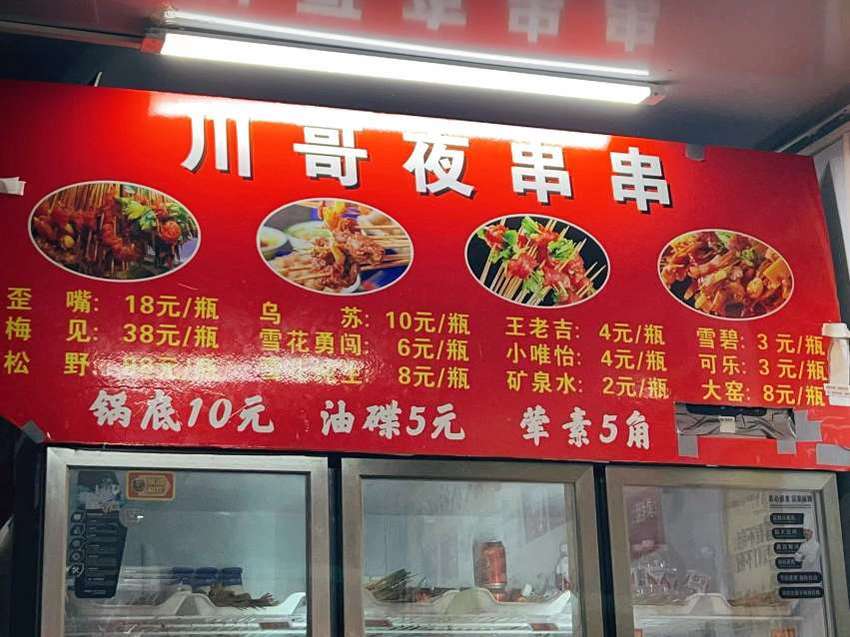 川哥夜串串
歪嘴: 18元/瓶
梅见: 38元/瓶
松野:
乌苏: 10元/瓶
雪花勇闯: 6元/瓶
8元/瓶
王老吉: 4元/瓶
小唯怡: 4元/瓶
矿泉水: 2元/瓶
雪碧: 3元/瓶
可乐: 3元/瓶
大窑: 8元/瓶
锅底10元 油碟5元 荤素5角